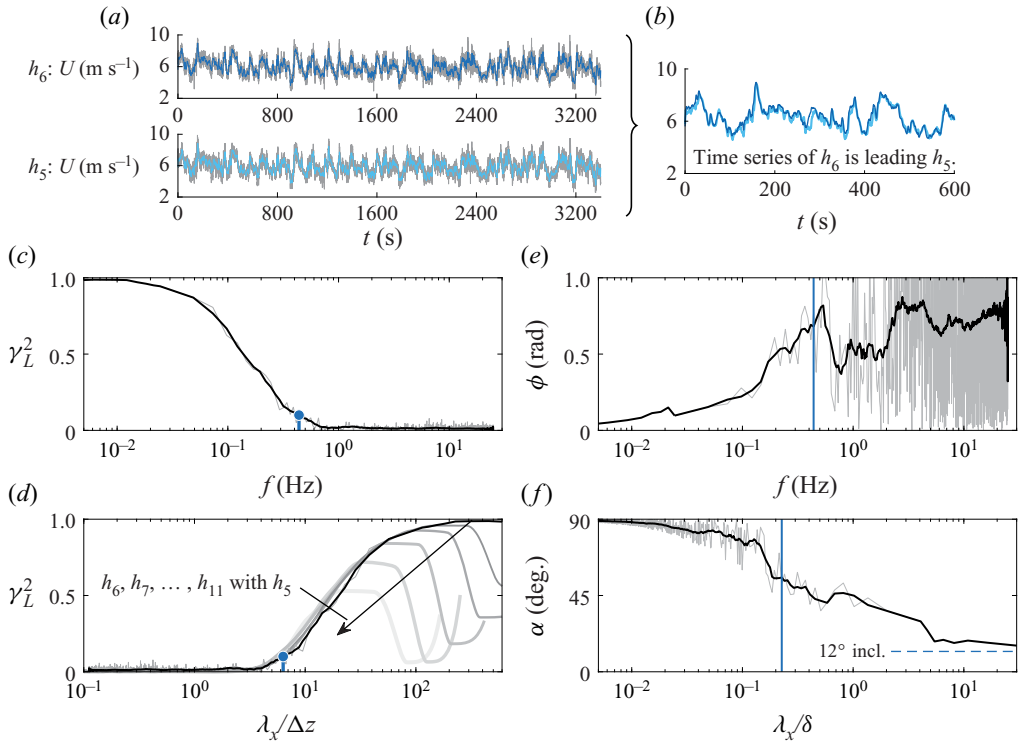 (a)
(b)
10
6
2
h₆: U (m s⁻¹)
0 800 1600 2400 3200
10
6
2
h₅: U (m s⁻¹)
0 800 1600 2400 3200
t (s)
10
6
2
Time series of h₆ is leading h₅.
0 200 400 600
t (s)
(c)
1.0
0.5
0
γ_L²
10⁻² 10⁻¹ 10⁰ 10¹
f (Hz)
(e)
1.0
0.5
0
ϕ (rad)
10⁻² 10⁻¹ 10⁰ 10¹
f (Hz)
(d)
1.0
0.5
0
γ_L²
h₆, h₇, … , h₁₁ with h₅
10⁻¹ 10⁰ 10¹ 10²
λₓ/Δz
(f)
90
45
0
α (deg.)
12° incl.
10⁻² 10⁻¹ 10⁰ 10¹
λₓ/δ